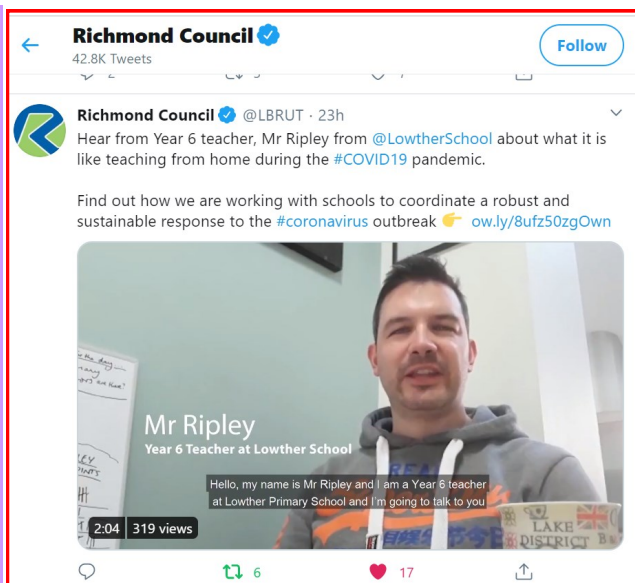 Richmond Council
42.8K Tweets
Follow
Richmond Council @LBRUT · 23h
Hear from Year 6 teacher, Mr Ripley from @LowtherSchool about what it is
like teaching from home during the #COVID19 pandemic.
Find out how we are working with schools to coordinate a robust and
sustainable response to the #coronavirus outbreak 👉 ow.ly/8ufz50zgOwn
Mr Ripley
Year 6 Teacher at Lowther School
Hello, my name is Mr Ripley and I am a Year 6 teacher
at Lowther Primary School and I'm going to talk to you
LAKE
DISTRICT
2:04 319 views
6 17